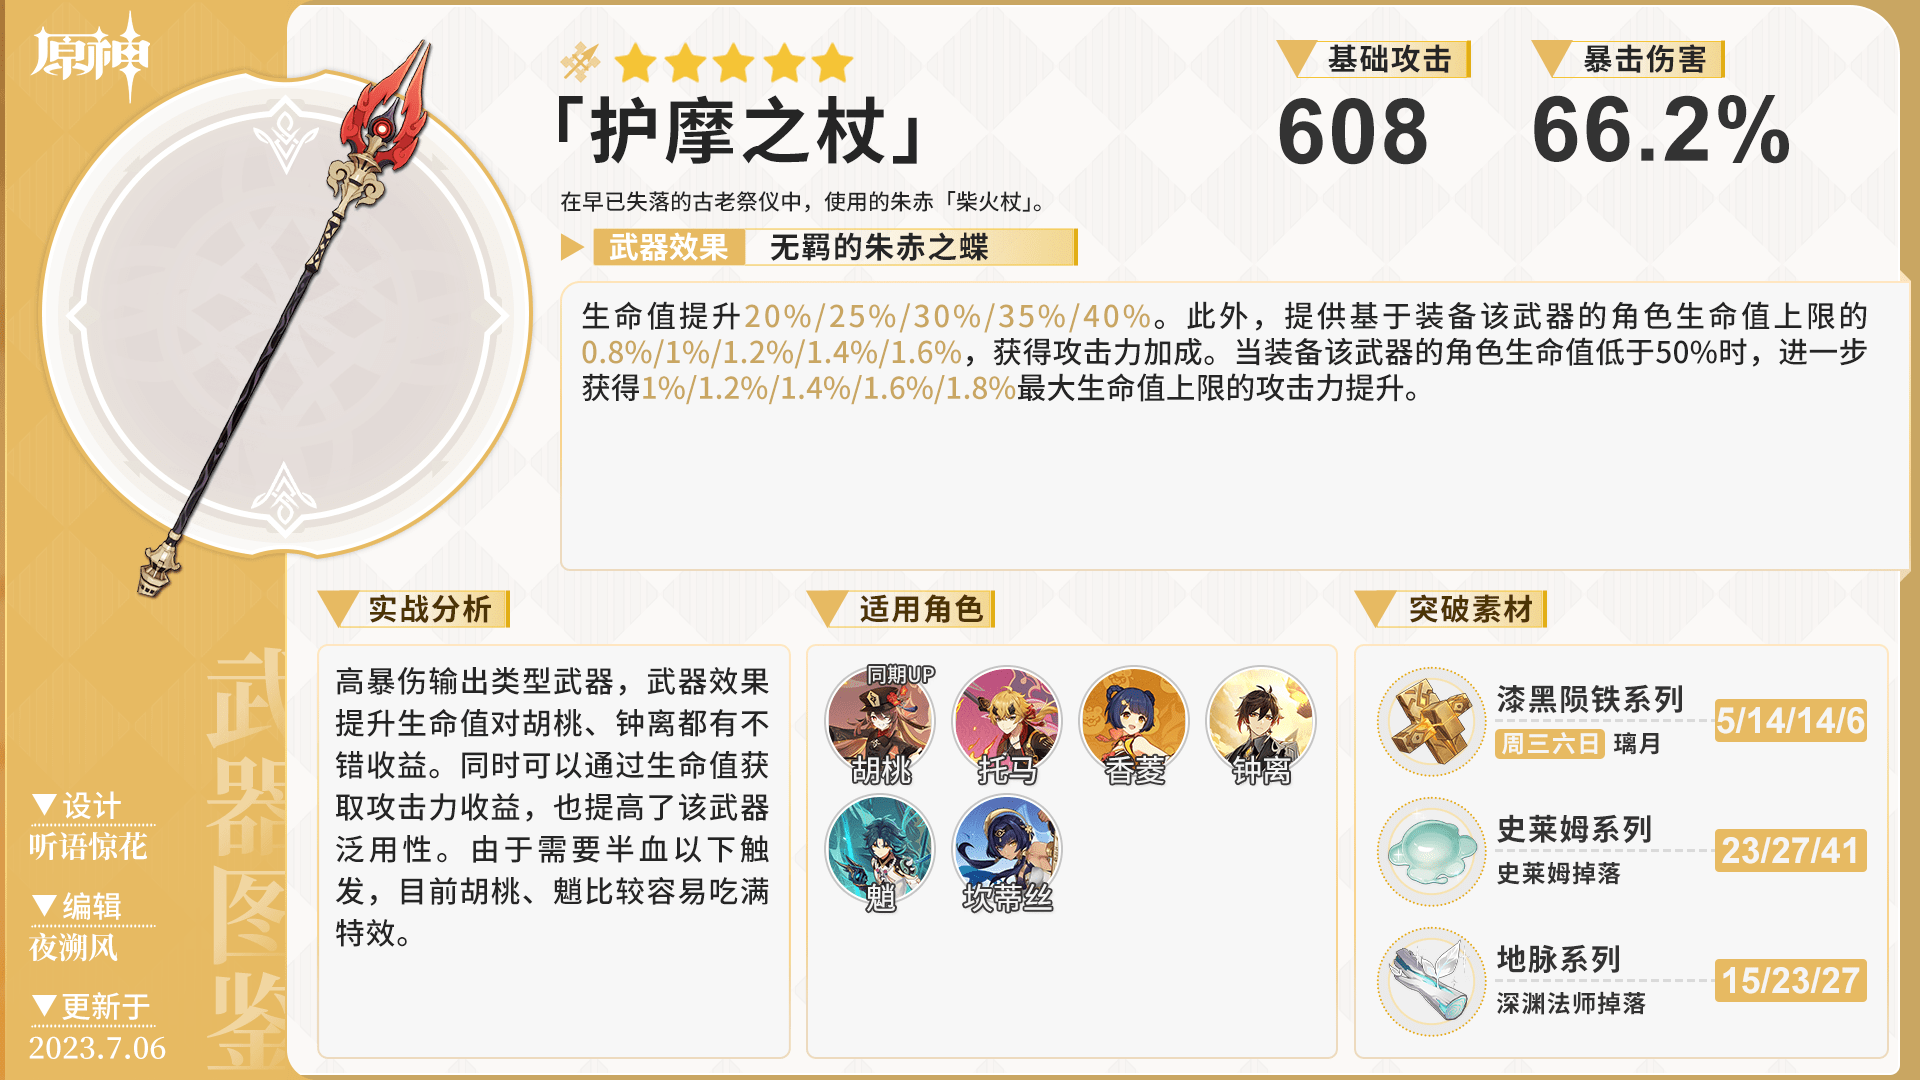 原神
「护摩之杖」
在早已失落的古老祭仪中，使用的朱赤「柴火杖」。
基础攻击
608
暴击伤害
66.2%
武器效果
无羁的朱赤之蝶
生命值提升20%/25%/30%/35%/40%。此外，提供基于装备该武器的角色生命值上限的
0.8%/1%/1.2%/1.4%/1.6%，获得攻击力加成。当装备该武器的角色生命值低于50%时，进一步
获得1%/1.2%/1.4%/1.6%/1.8%最大生命值上限的攻击力提升。
武器图鉴
▼设计
听语惊花
▼编辑
夜溯风
▼更新于
2023.7.06
实战分析
高暴伤输出类型武器，武器效果
提升生命值对胡桃、钟离都有不
错收益。同时可以通过生命值获
取攻击力收益，也提高了该武器
泛用性。由于需要半血以下触
发，目前胡桃、魈比较容易吃满
特效。
适用角色
同期UP
胡桃
托马
香菱
钟离
魈
坎蒂丝
突破素材
漆黑陨铁系列
周三六日 璃月
5/14/14/6
史莱姆系列
史莱姆掉落
23/27/41
地脉系列
深渊法师掉落
15/23/27